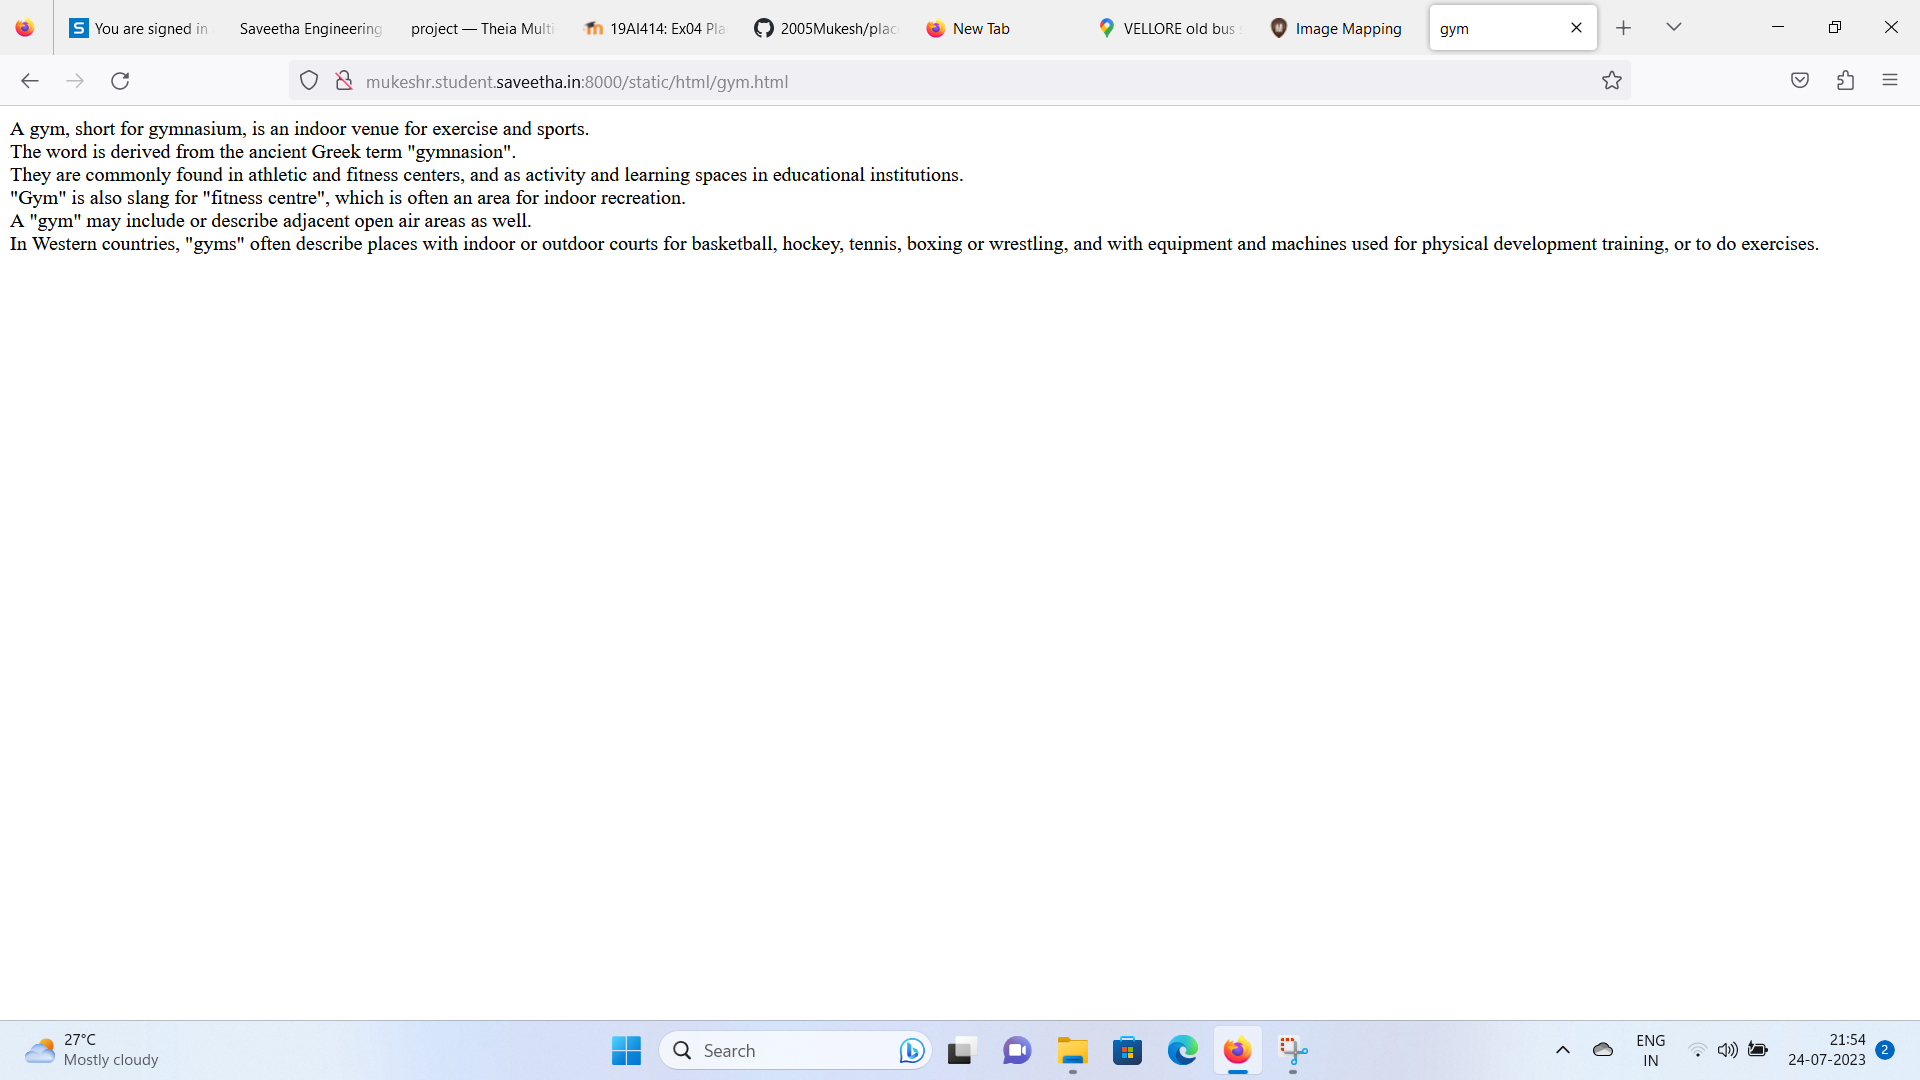 You are signed in
Saveetha Engineering
project — Theia Multi
19AI414: Ex04 Pla
2005Mukesh/plac
New Tab
VELLORE old bus
Image Mapping
gym
mukeshr.student.saveetha.in:8000/static/html/gym.html
A gym, short for gymnasium, is an indoor venue for exercise and sports.
The word is derived from the ancient Greek term "gymnasion".
They are commonly found in athletic and fitness centers, and as activity and learning spaces in educational institutions.
"Gym" is also slang for "fitness centre", which is often an area for indoor recreation.
A "gym" may include or describe adjacent open air areas as well.
In Western countries, "gyms" often describe places with indoor or outdoor courts for basketball, hockey, tennis, boxing or wrestling, and with equipment and machines used for physical development training, or to do exercises.
27°C
Mostly cloudy
Search
ENG
IN
21:54
24-07-2023
2